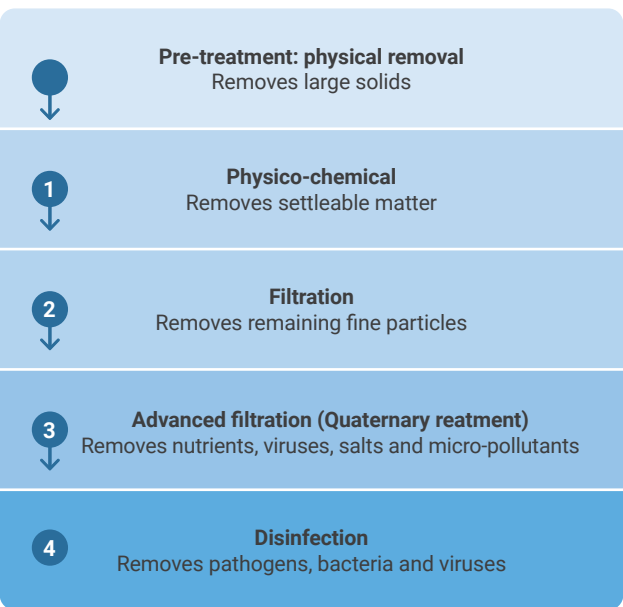 Pre-treatment: physical removal
Removes large solids
1
Physico-chemical
Removes settleable matter
2
Filtration
Removes remaining fine particles
3
Advanced filtration (Quaternary reatment)
Removes nutrients, viruses, salts and micro-pollutants
4
Disinfection
Removes pathogens, bacteria and viruses